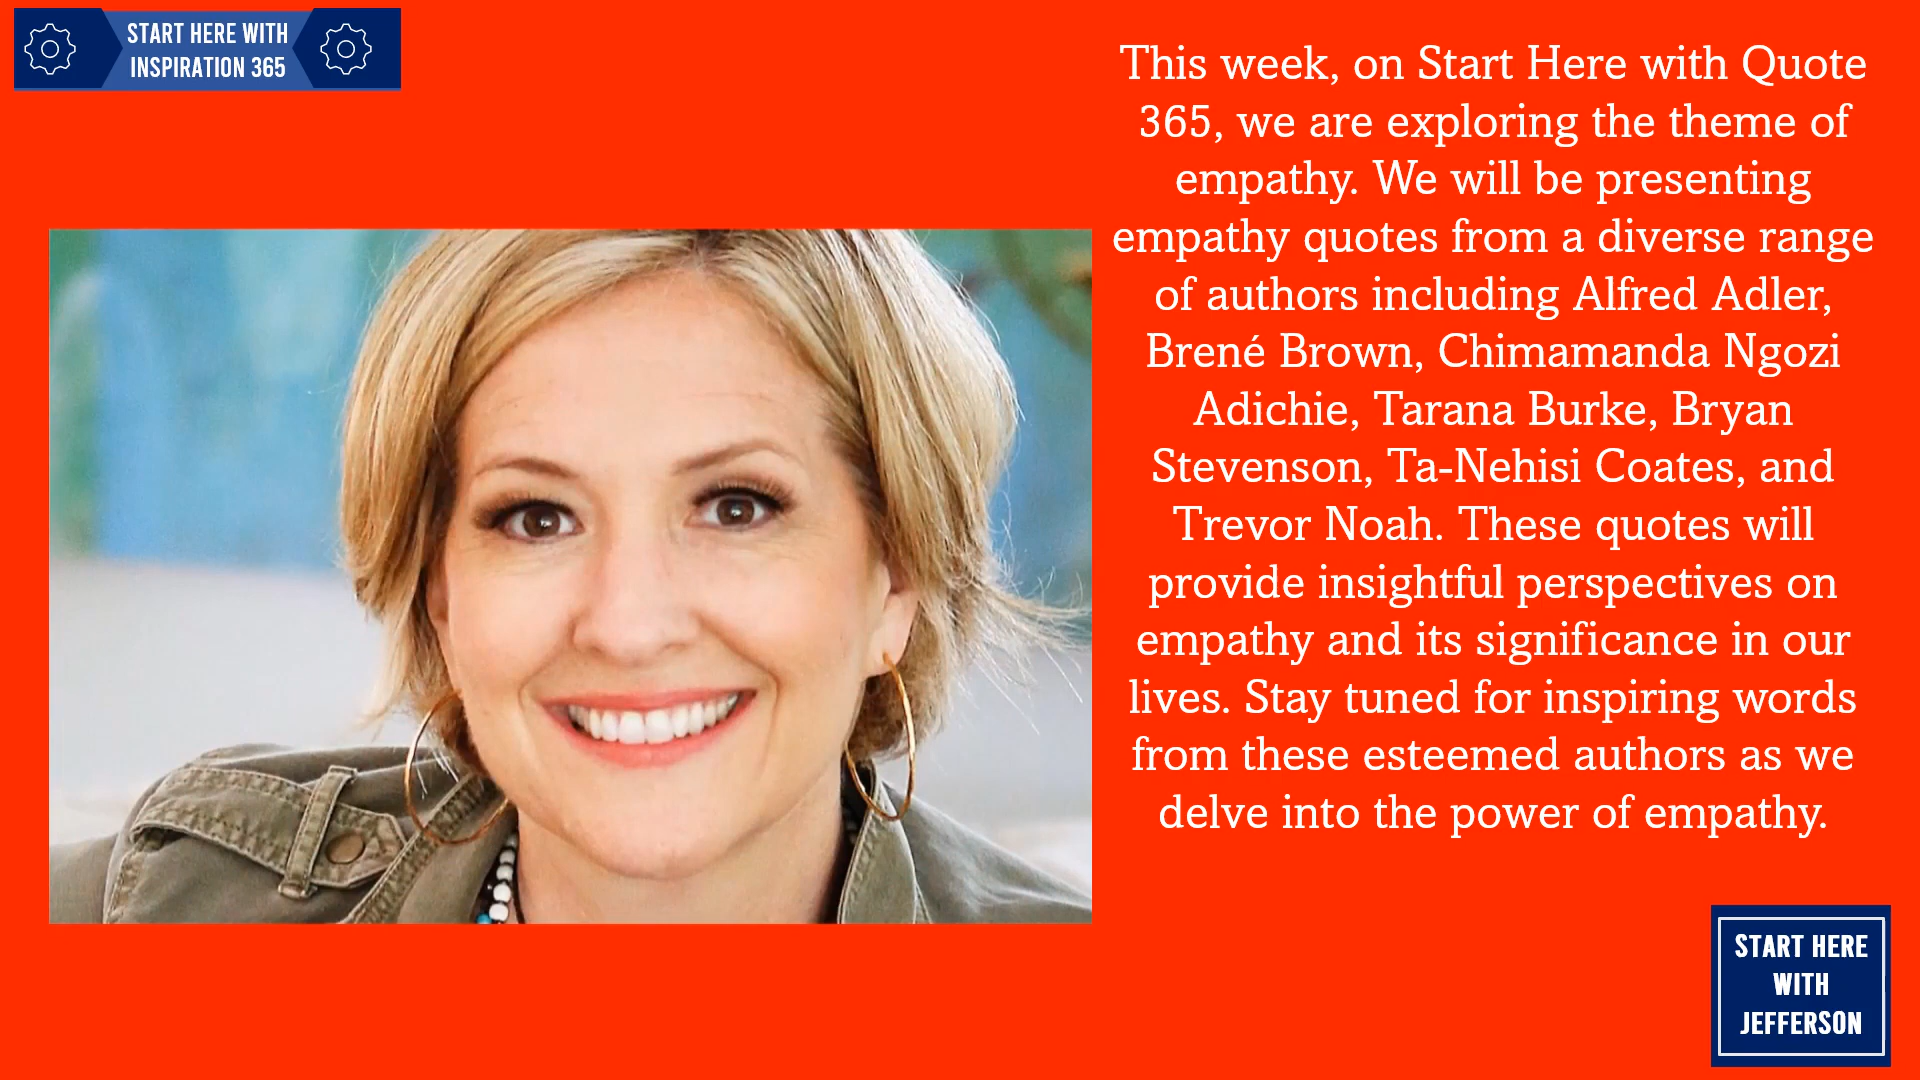 START HERE WITH
INSPIRATION 365
This week, on Start Here with Quote
365, we are exploring the theme of
empathy. We will be presenting
empathy quotes from a diverse range
of authors including Alfred Adler,
Brené Brown, Chimamanda Ngozi
Adichie, Tarana Burke, Bryan
Stevenson, Ta-Nehisi Coates, and
Trevor Noah. These quotes will
provide insightful perspectives on
empathy and its significance in our
lives. Stay tuned for inspiring words
from these esteemed authors as we
delve into the power of empathy.
START HERE
WITH
JEFFERSON